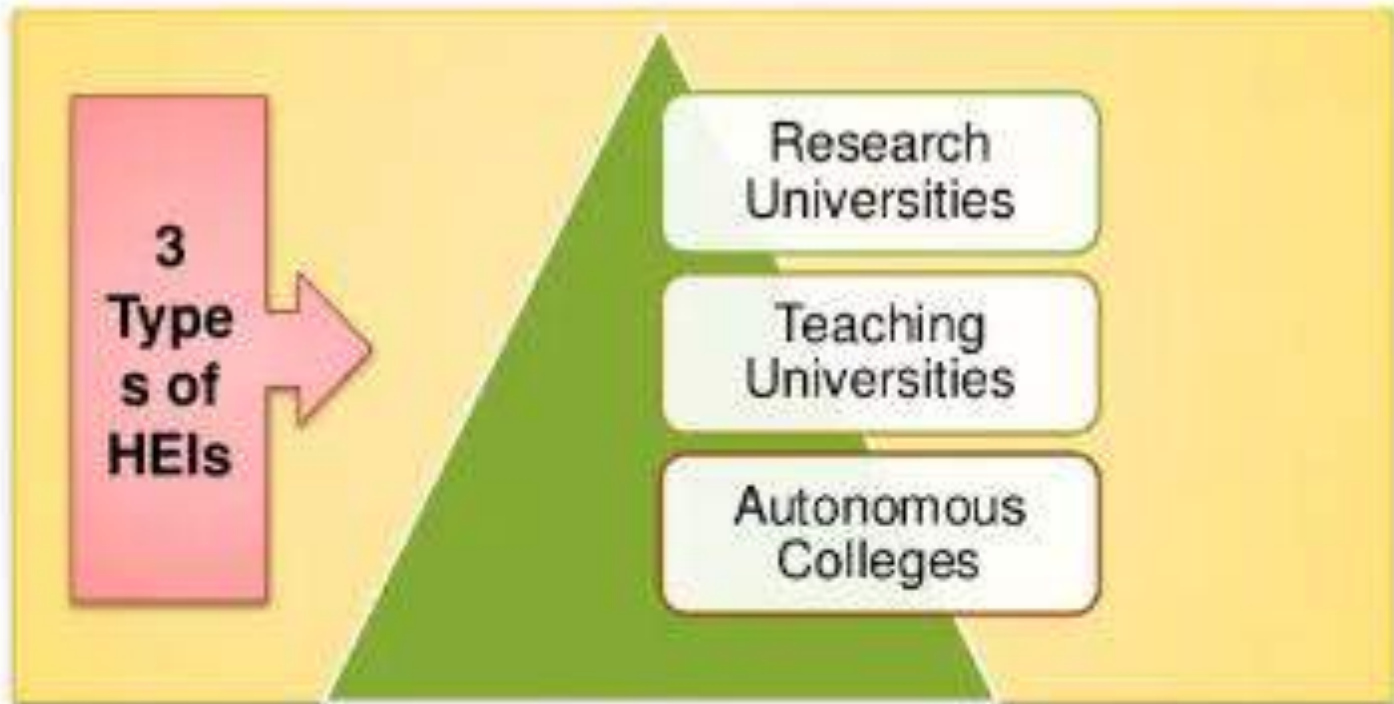 3
Type
s of
HEIs
Research
Universities
Teaching
Universities
Autonomous
Colleges